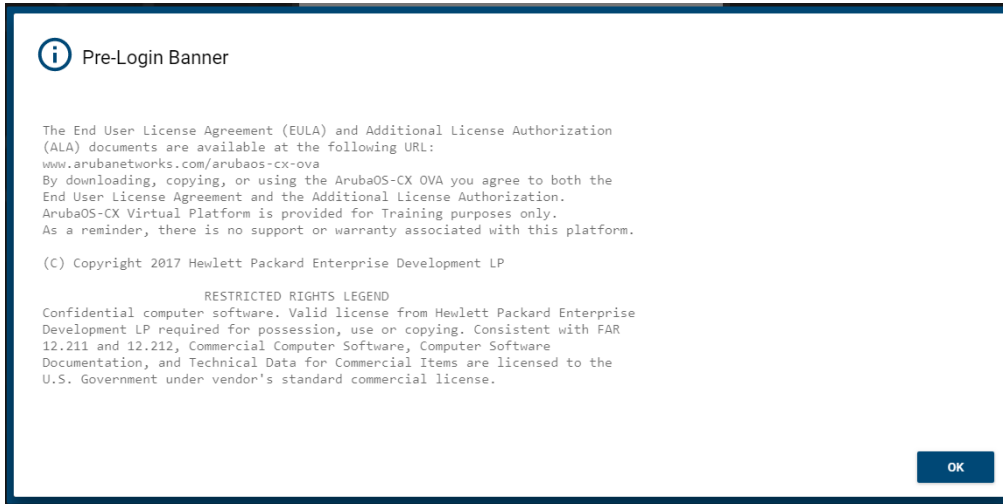 Pre-Login Banner
The End User License Agreement (EULA) and Additional License Authorization
(ALA) documents are available at the following URL:
www.arubanetworks.com/arubaos-cx-ova
By downloading, copying, or using the ArubaOS-CX OVA you agree to both the
End User License Agreement and the Additional License Authorization.
ArubaOS-CX Virtual Platform is provided for Training purposes only.
As a reminder, there is no support or warranty associated with this platform.
(C) Copyright 2017 Hewlett Packard Enterprise Development LP
RESTRICTED RIGHTS LEGEND
Confidential computer software. Valid license from Hewlett Packard Enterprise
Development LP required for possession, use or copying. Consistent with FAR
12.211 and 12.212, Commercial Computer Software, Computer Software
Documentation, and Technical Data for Commercial Items are licensed to the
U.S. Government under vendor's standard commercial license.
OK